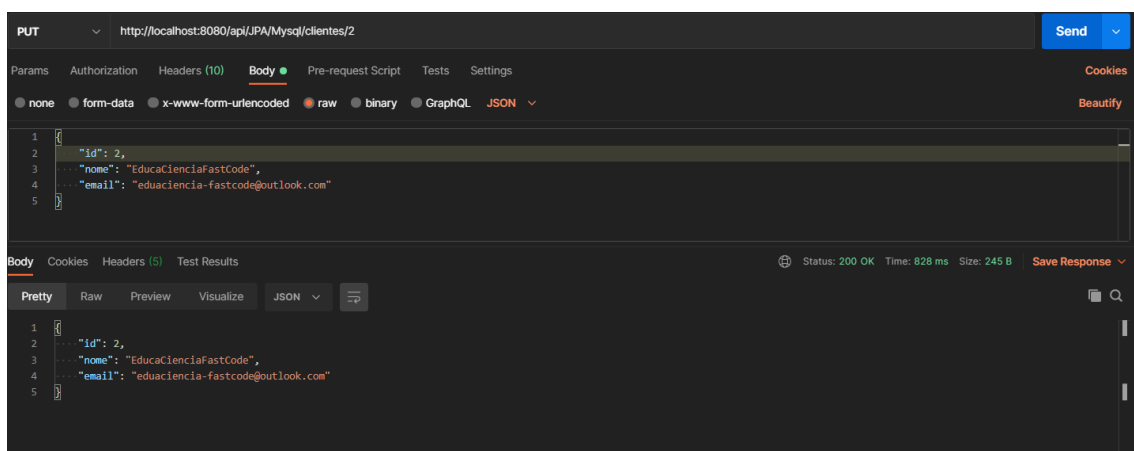 PUT http://localhost:8080/api/JPA/Mysql/clientes/2 Send
Params Authorization Headers (10) Body Pre-request Script Tests Settings Cookies
none form-data x-www-form-urlencoded raw binary GraphQL JSON Beautify
1 {
2 "id": 2,
3 "nome": "EducaCienciaFastCode",
4 "email": "eduaciencia-fastcode@outlook.com"
5 }
Body Cookies Headers (5) Test Results Status: 200 OK Time: 828 ms Size: 245 B Save Response
Pretty Raw Preview Visualize JSON
1 {
2 "id": 2,
3 "nome": "EducaCienciaFastCode",
4 "email": "eduaciencia-fastcode@outlook.com"
5 }